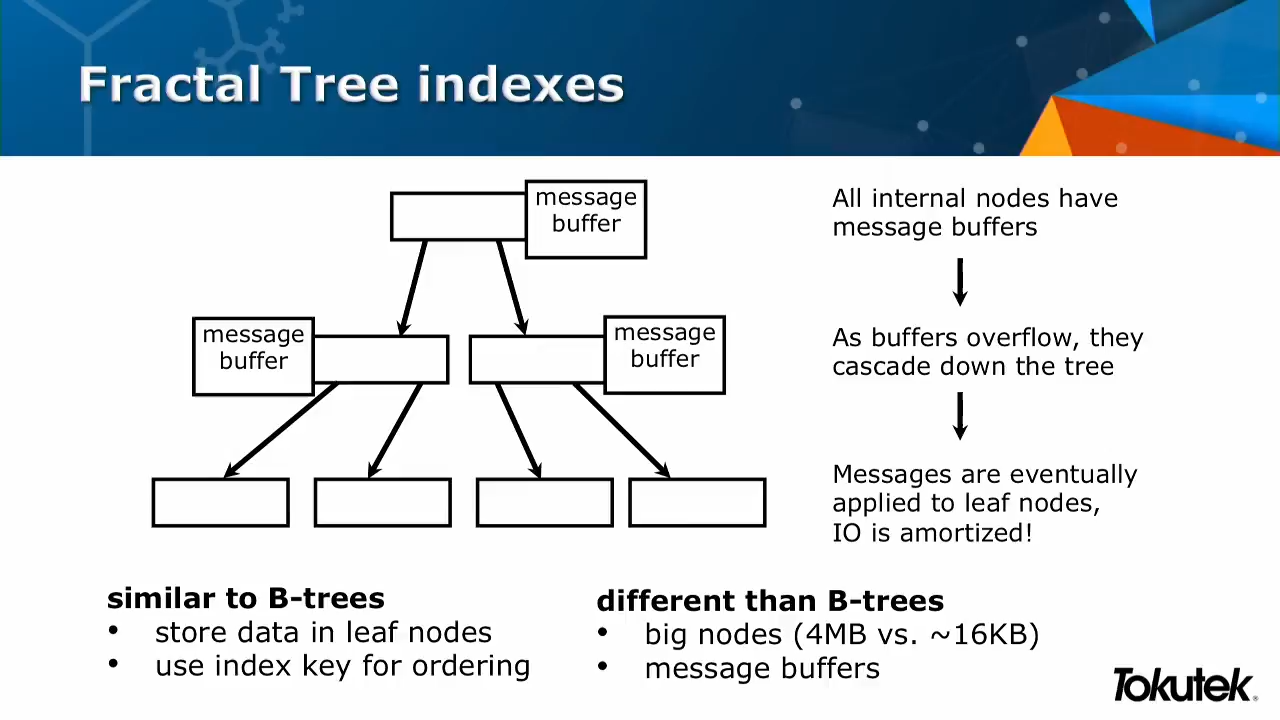 Fractal Tree indexes
message
buffer
message
buffer
message
buffer
All internal nodes have
message buffers
As buffers overflow, they
cascade down the tree
Messages are eventually
applied to leaf nodes,
IO is amortized!
similar to B-trees
• store data in leaf nodes
• use index key for ordering
different than B-trees
• big nodes (4MB vs. ~16KB)
• message buffers
Tokutek